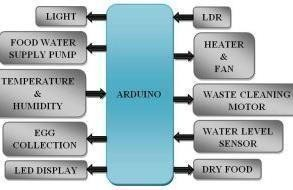 LIGHT
FOOD WATER
SUPPLY PUMP
TEMPERATURE
&
HUMIDITY
EGG
COLLECTION
LED DISPLAY
ARDUINO
LDR
HEATER
&
FAN
WASTE CLEANING
MOTOR
WATER LEVEL
SENSOR
DRY FOOD